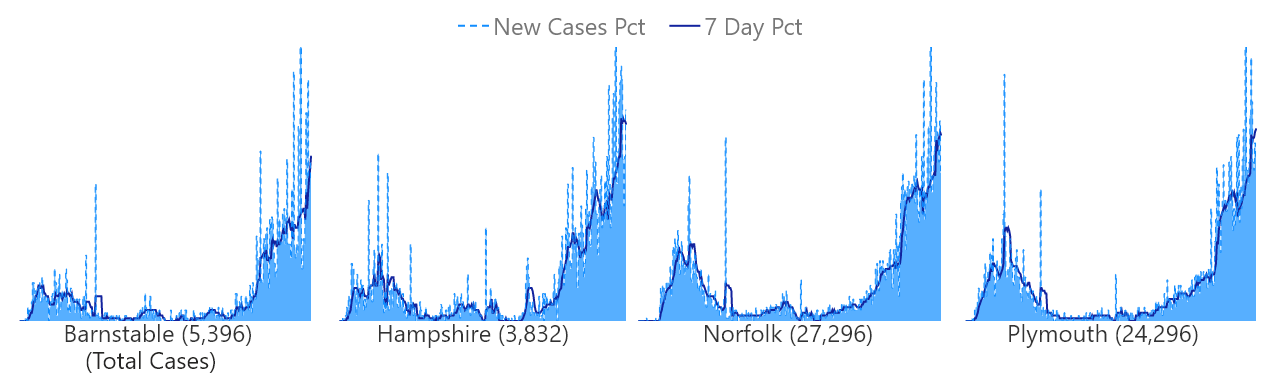 New Cases Pct 7 Day Pct
Barnstable (5,396) Hampshire (3,832) Norfolk (27,296) Plymouth (24,296)
(Total Cases)